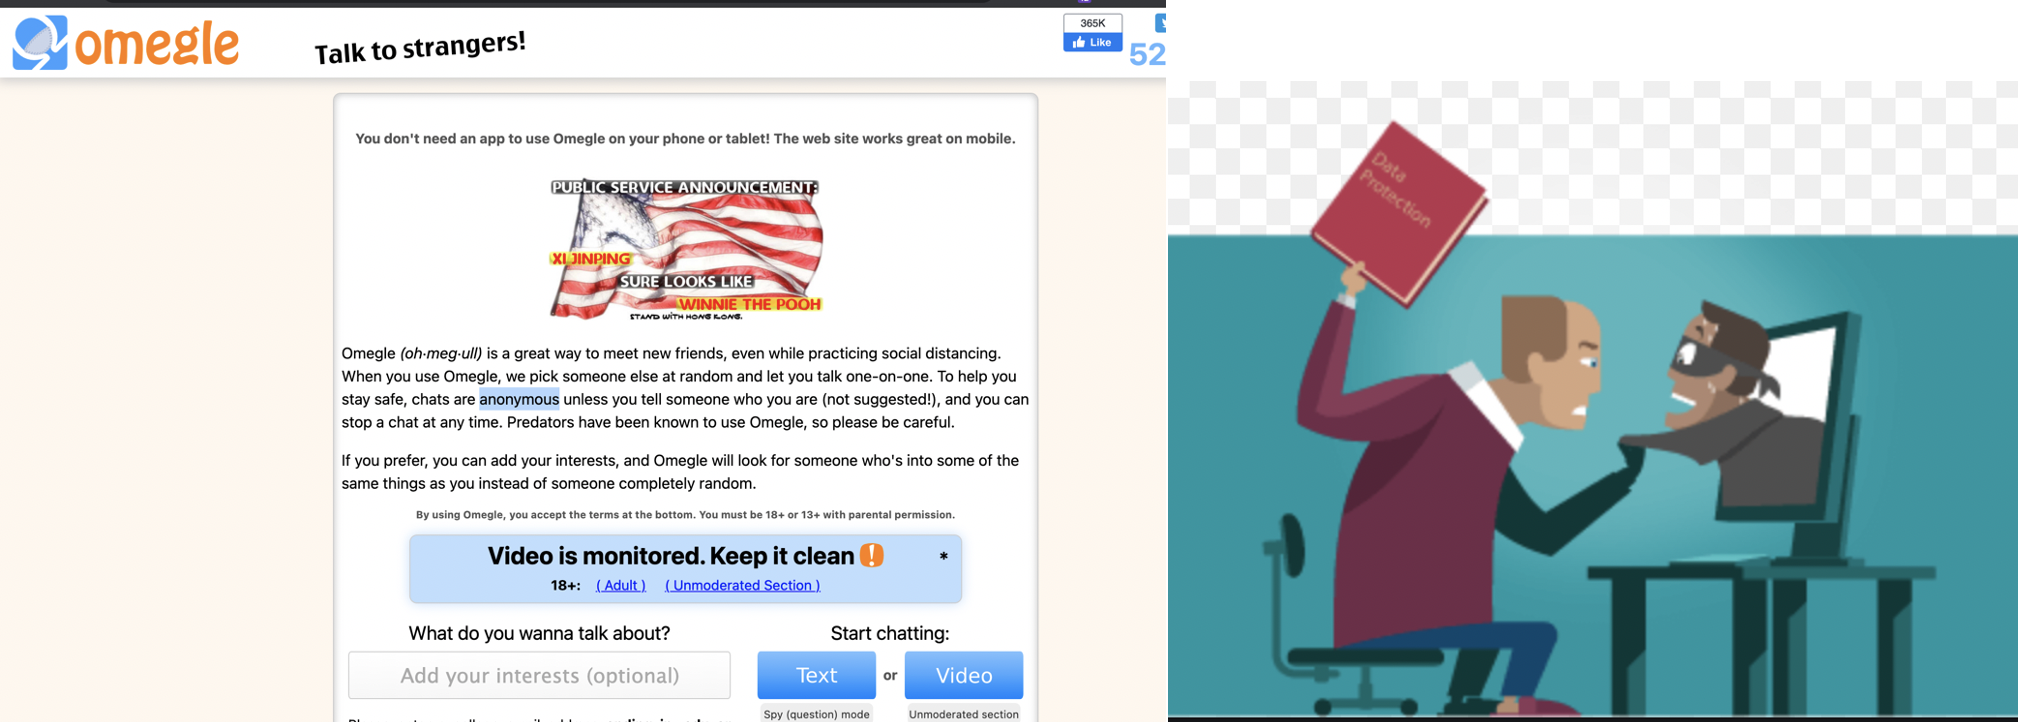 omegle
Talk to strangers!
365K
Like
52
You don't need an app to use Omegle on your phone or tablet! The web site works great on mobile.
PUBLIC SERVICE ANNOUNCEMENT:
XI JINPING
SURE LOOKS LIKE
WINNIE THE POOH
STAND WITH HONG KONG.
Omegle (oh·meg·ull) is a great way to meet new friends, even while practicing social distancing.
When you use Omegle, we pick someone else at random and let you talk one-on-one. To help you
stay safe, chats are anonymous unless you tell someone who you are (not suggested!), and you can
stop a chat at any time. Predators have been known to use Omegle, so please be careful.
If you prefer, you can add your interests, and Omegle will look for someone who's into some of the
same things as you instead of someone completely random.
By using Omegle, you accept the terms at the bottom. You must be 18+ or 13+ with parental permission.
Video is monitored. Keep it clean ! *
18+: ( Adult ) ( Unmoderated Section )
What do you wanna talk about?
Add your interests (optional)
Start chatting:
Text or Video
Spy (question) mode
Unmoderated section
Data
Protection